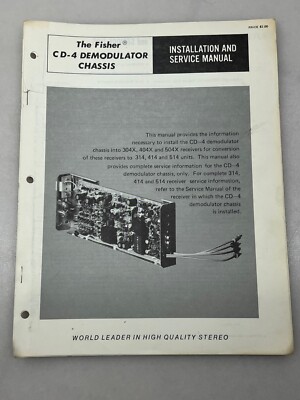 PRICE $1.00
The Fisher
CD-4 DEMODULATOR
CHASSIS
INSTALLATION AND
SERVICE MANUAL
This manual provides the information
necessary to install the CD-4 demodulator
chassis into 304X, 404X and 504X
receivers for conversion
of these receivers to 314, 414 and 514 units. This manual also
provides complete service information for the CD-4
demodulator chassis, only. For complete 314,
414 and 514 receiver service information,
refer to the Service Manual of the
receiver in which the CD-4
demodulator chassis
is installed.
WORLD LEADER IN HIGH QUALITY STEREO